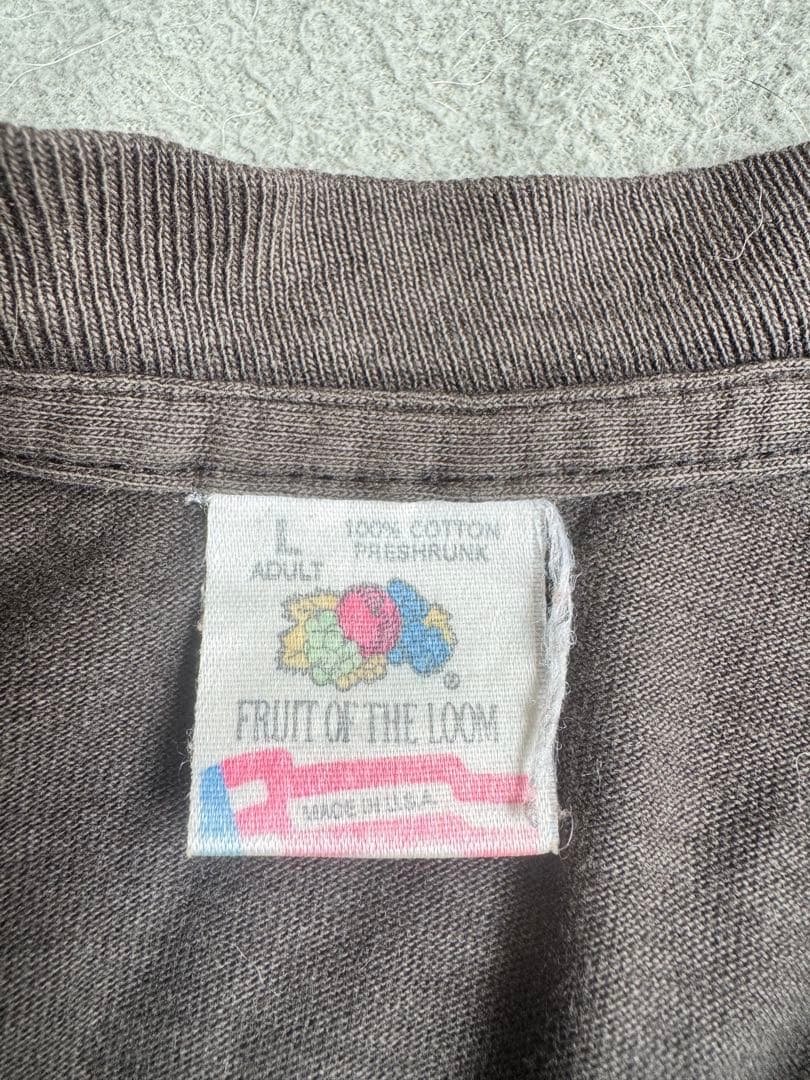 L 100% COTTON
ADULT PRESHRUNK
®
FRUIT OF THE LOOM
MADE IN U.S.A.